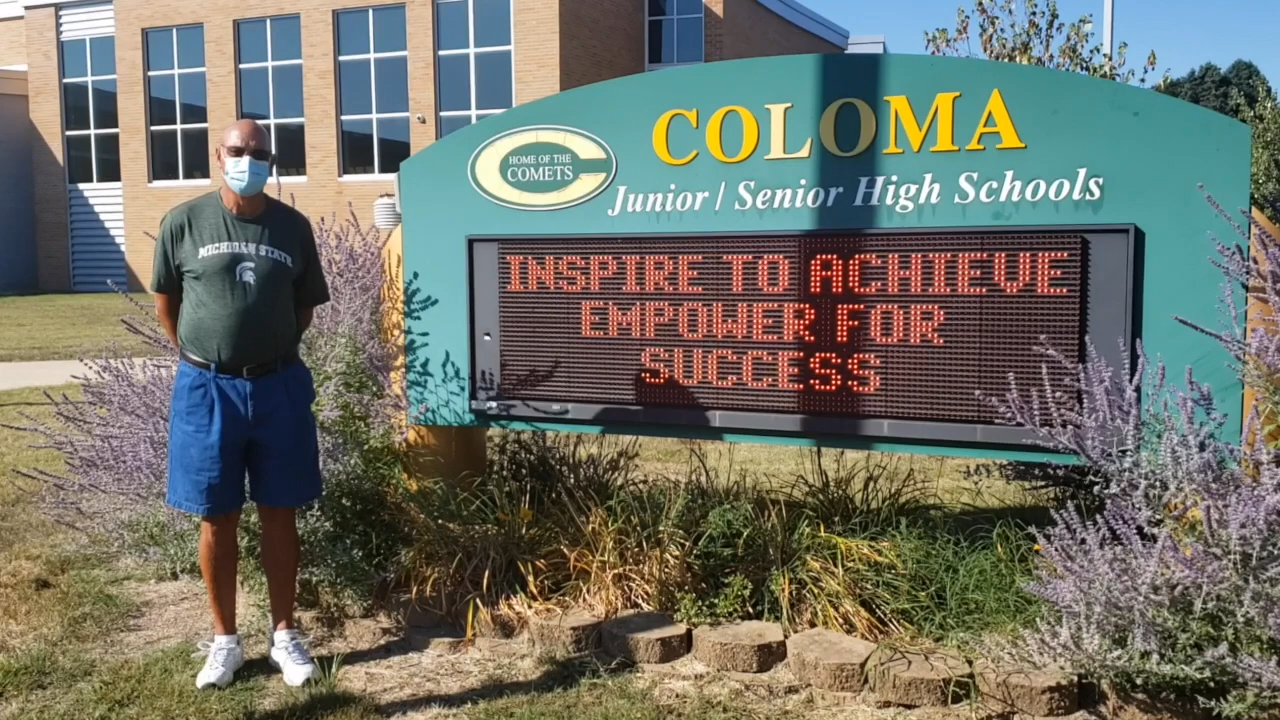 MICHIGAN STATE
COLOMA
HOME OF THE
COMETS
Junior / Senior High Schools
INSPIRE TO ACHIEVE
EMPOWER FOR
SUCCESS